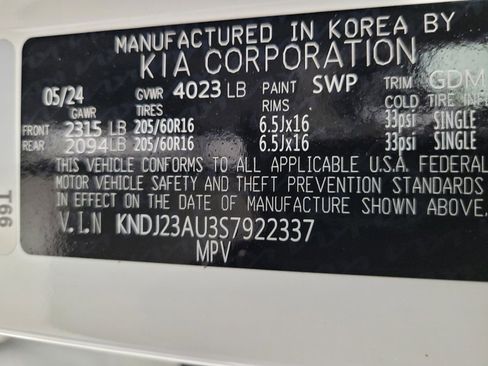 MANUFACTURED IN KOREA BY
KIA CORPORATION
05/24 GVWR 4023 LB PAINT SWP TRIM GDM
GAWR TIRES RIMS COLD TIRE INF
FRONT 2315 LB 205/60R16 6.5Jx16 33psi SINGLE
REAR 2094 LB 205/60R16 6.5Jx16 33psi SINGLE
THIS VEHICLE CONFORMS TO ALL APPLICABLE U.S.A. FEDERAL
MOTOR VEHICLE SAFETY AND THEFT PREVENTION STANDARDS
IN EFFECT ON THE DATE OF MANUFACTURE SHOWN ABOVE.
V.I.N KNDJ23AU3S7922337
MPV
T66